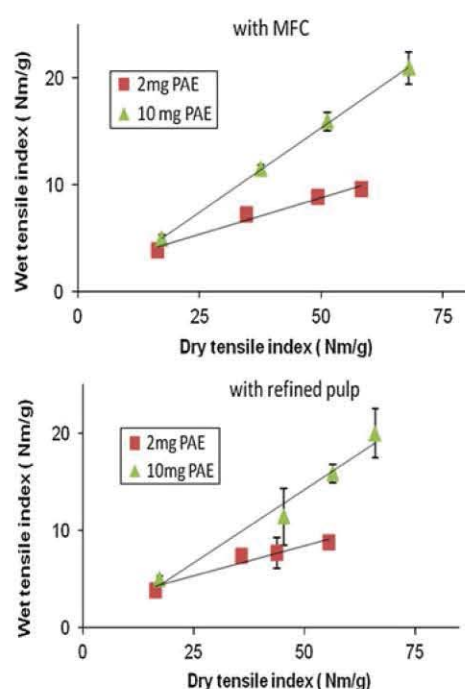 with MFC
2mg PAE
10 mg PAE
Wet tensile index ( Nm/g)
20
10
0
0 25 50 75
Dry tensile index ( Nm/g)
with refined pulp
2mg PAE
10mg PAE
Wet tensile index ( Nm/g)
20
10
0
0 25 50 75
Dry tensile index ( Nm/g)